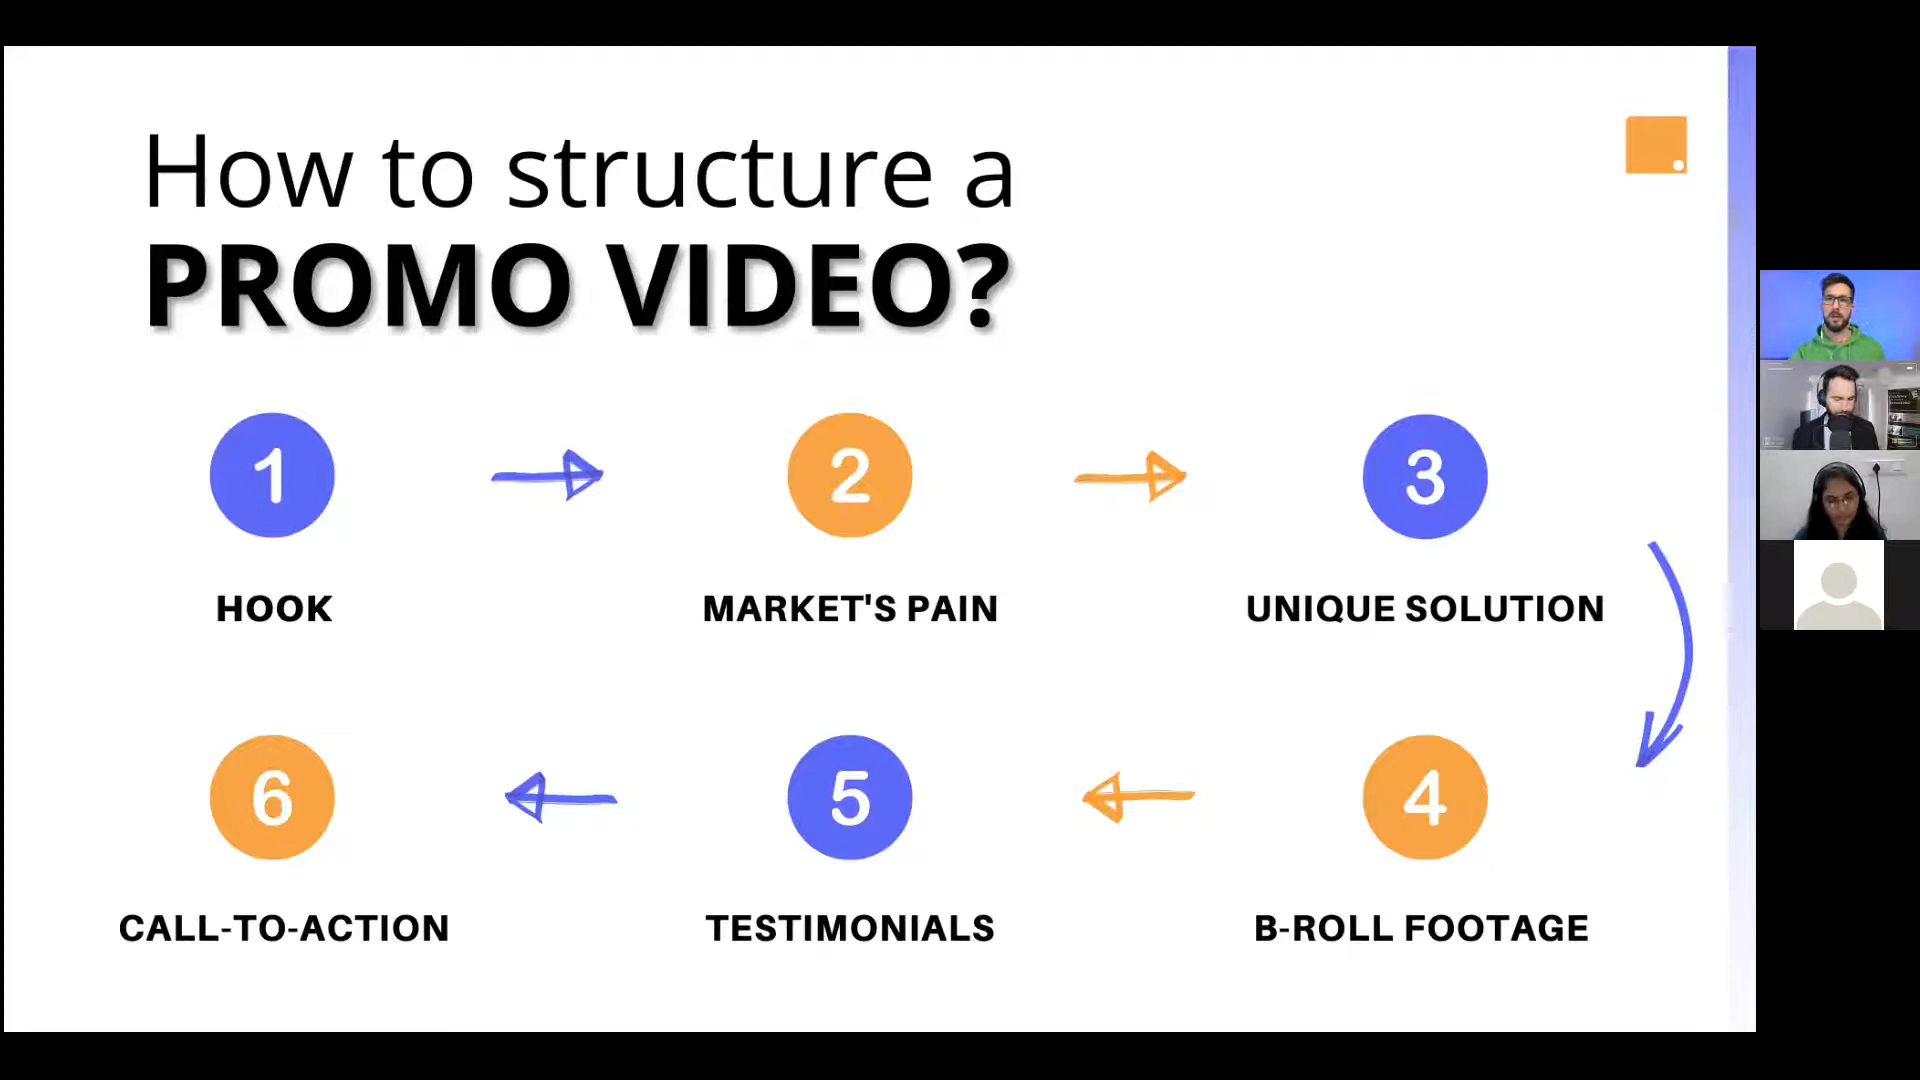 How to structure a
PROMO VIDEO?
1
2
3
HOOK
MARKET'S PAIN
UNIQUE SOLUTION
6
5
4
CALL-TO-ACTION
TESTIMONIALS
B-ROLL FOOTAGE